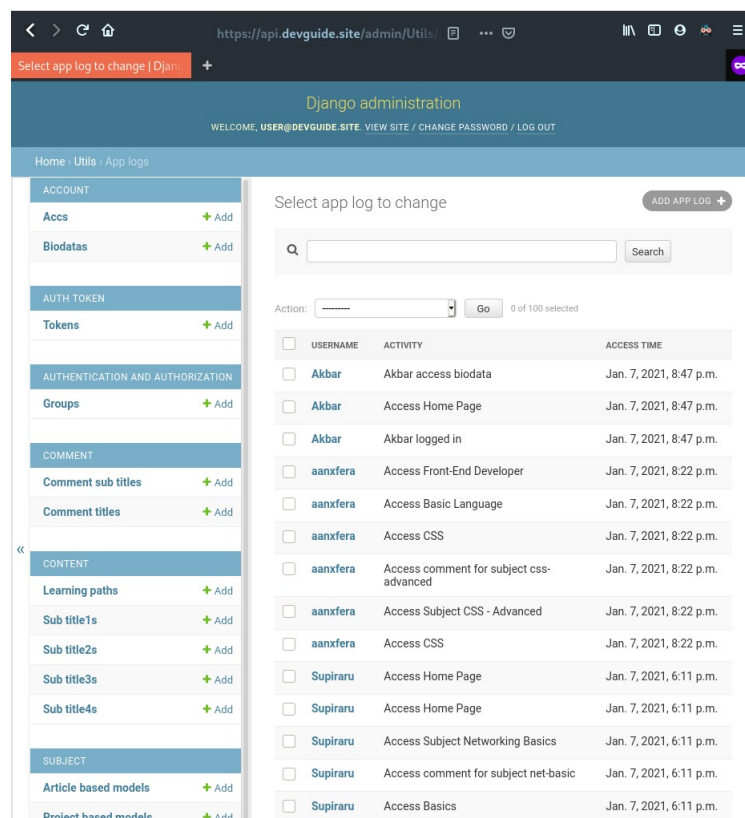 https://api.devguide.site/admin/Utils/
Select app log to change | Djang
Django administration
WELCOME, USER@DEVGUIDE.SITE. VIEW SITE / CHANGE PASSWORD / LOG OUT
Home › Utils › App logs
ACCOUNT
Accs + Add
Biodatas + Add
AUTH TOKEN
Tokens + Add
AUTHENTICATION AND AUTHORIZATION
Groups + Add
COMMENT
Comment sub titles + Add
Comment titles + Add
«
CONTENT
Learning paths + Add
Sub title1s + Add
Sub title2s + Add
Sub title3s + Add
Sub title4s + Add
SUBJECT
Article based models + Add
Project based models + Add
Select app log to change
ADD APP LOG +
Search
Action: --------- Go 0 of 100 selected
USERNAME ACTIVITY ACCESS TIME
Akbar Akbar access biodata Jan. 7, 2021, 8:47 p.m.
Akbar Access Home Page Jan. 7, 2021, 8:47 p.m.
Akbar Akbar logged in Jan. 7, 2021, 8:47 p.m.
aanxfera Access Front-End Developer Jan. 7, 2021, 8:22 p.m.
aanxfera Access Basic Language Jan. 7, 2021, 8:22 p.m.
aanxfera Access CSS Jan. 7, 2021, 8:22 p.m.
aanxfera Access comment for subject css- Jan. 7, 2021, 8:22 p.m.
advanced
aanxfera Access Subject CSS - Advanced Jan. 7, 2021, 8:22 p.m.
aanxfera Access CSS Jan. 7, 2021, 8:22 p.m.
Supiraru Access Home Page Jan. 7, 2021, 6:11 p.m.
Supiraru Access Home Page Jan. 7, 2021, 6:11 p.m.
Supiraru Access Subject Networking Basics Jan. 7, 2021, 6:11 p.m.
Supiraru Access comment for subject net-basic Jan. 7, 2021, 6:11 p.m.
Supiraru Access Basics Jan. 7, 2021, 6:11 p.m.